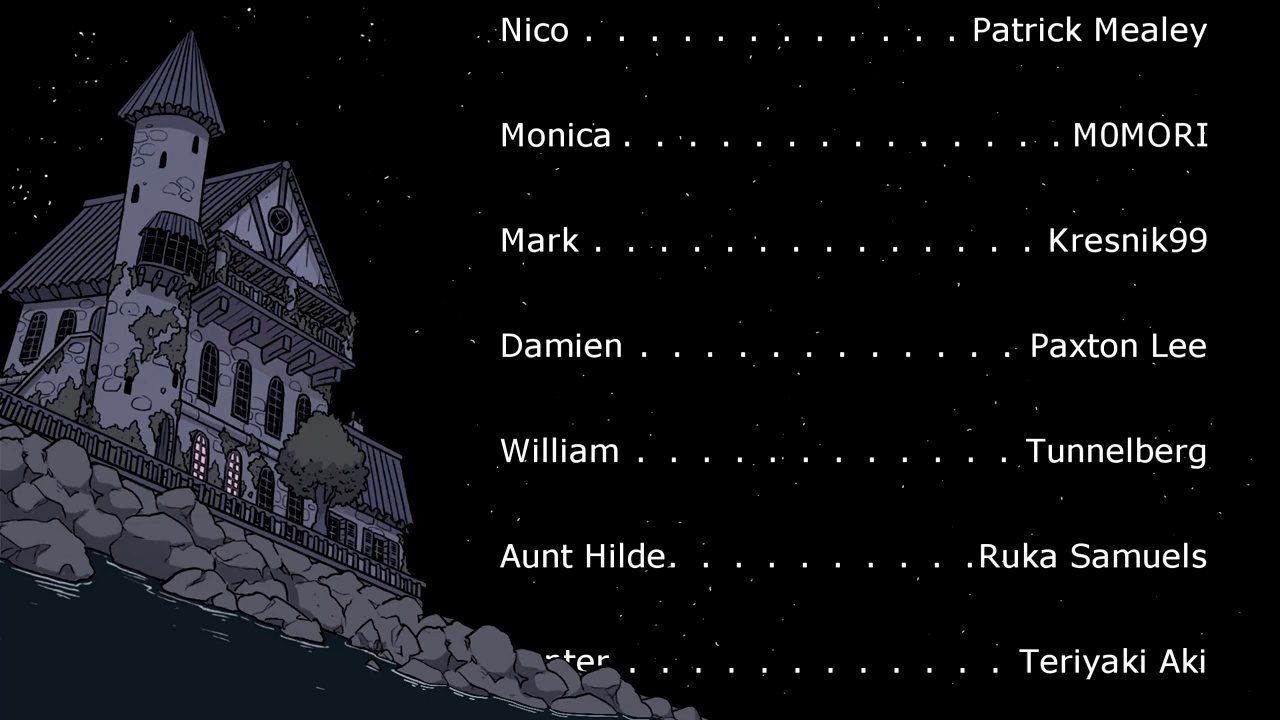 Nico . . . . . . . . . . . . Patrick Mealey
Monica . . . . . . . . . . . . . . M0MORI
Mark . . . . . . . . . . . . . . Kresnik99
Damien . . . . . . . . . . . . Paxton Lee
William . . . . . . . . . . . . Tunnelberg
Aunt Hilde. . . . . . . . . . .Ruka Samuels
. . . . . . . . . . . . Teriyaki Aki